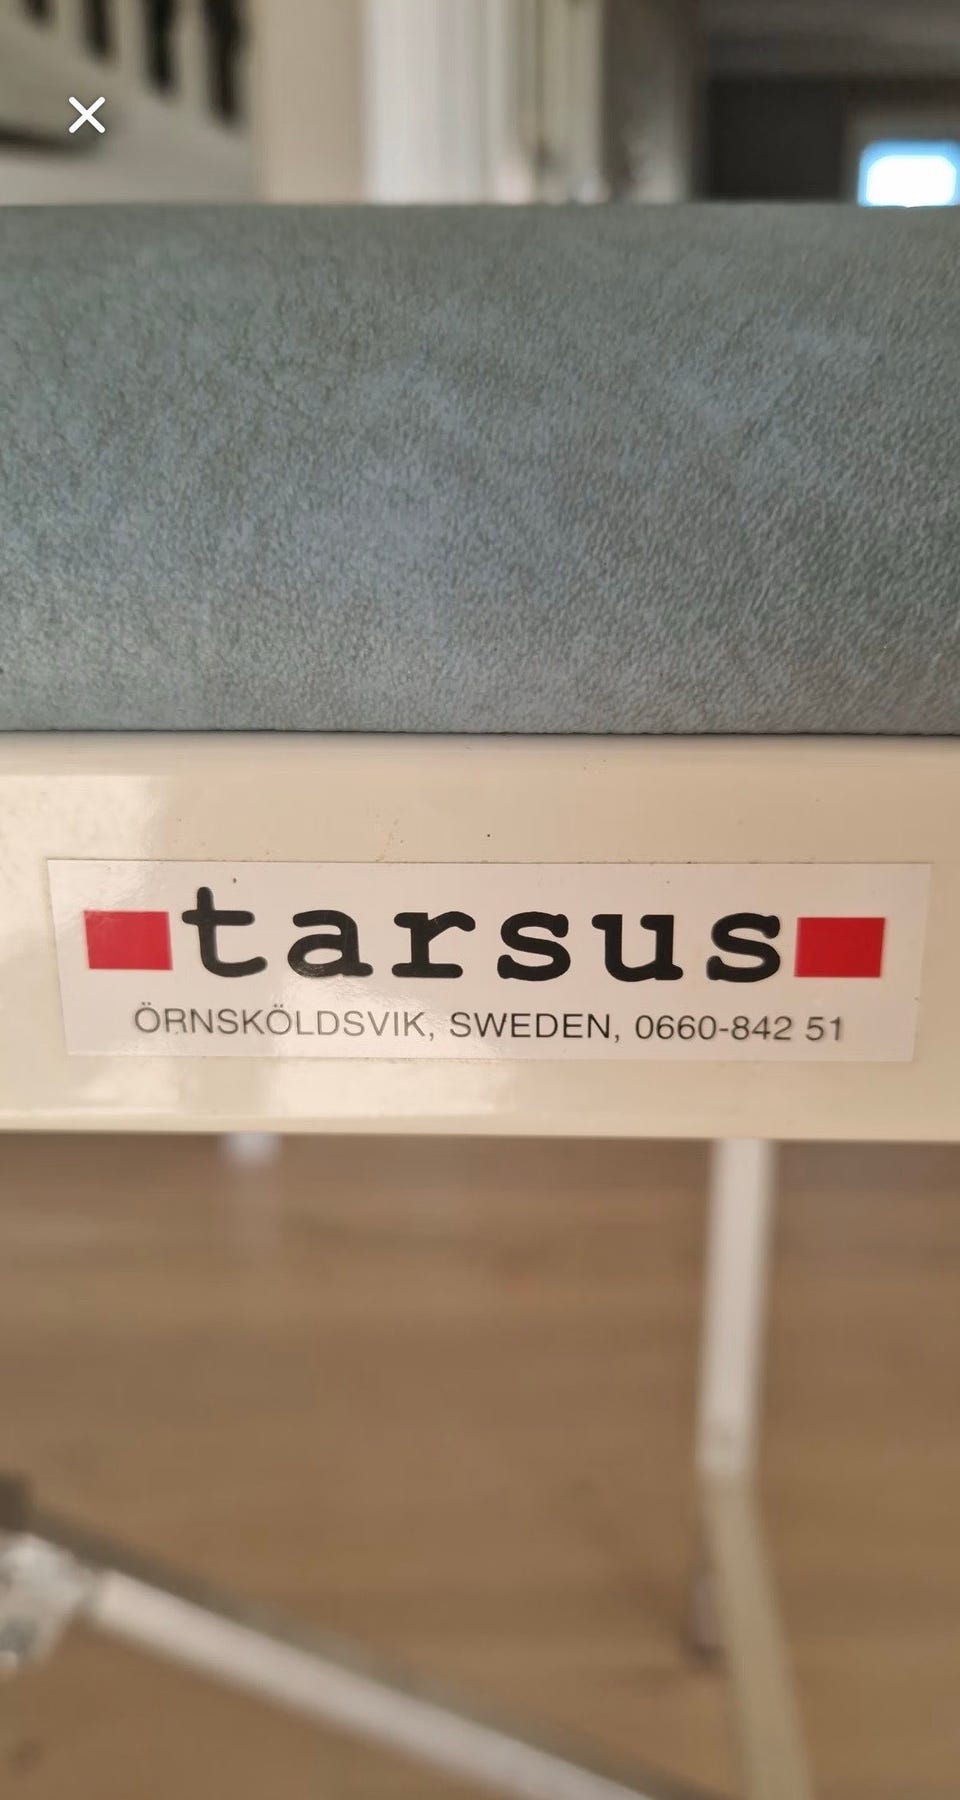 tarsus
ÖRNSKÖLDSVIK, SWEDEN, 0660-842 51